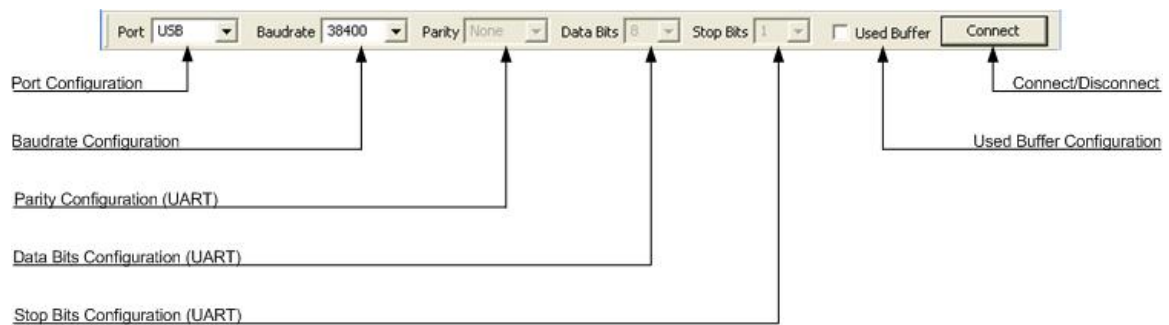 Port USB Baudrate 38400 Parity None Data Bits 8 Stop Bits 1 Used Buffer Connect
Port Configuration Connect/Disconnect
Baudrate Configuration Used Buffer Configuration
Parity Configuration (UART)
Data Bits Configuration (UART)
Stop Bits Configuration (UART)